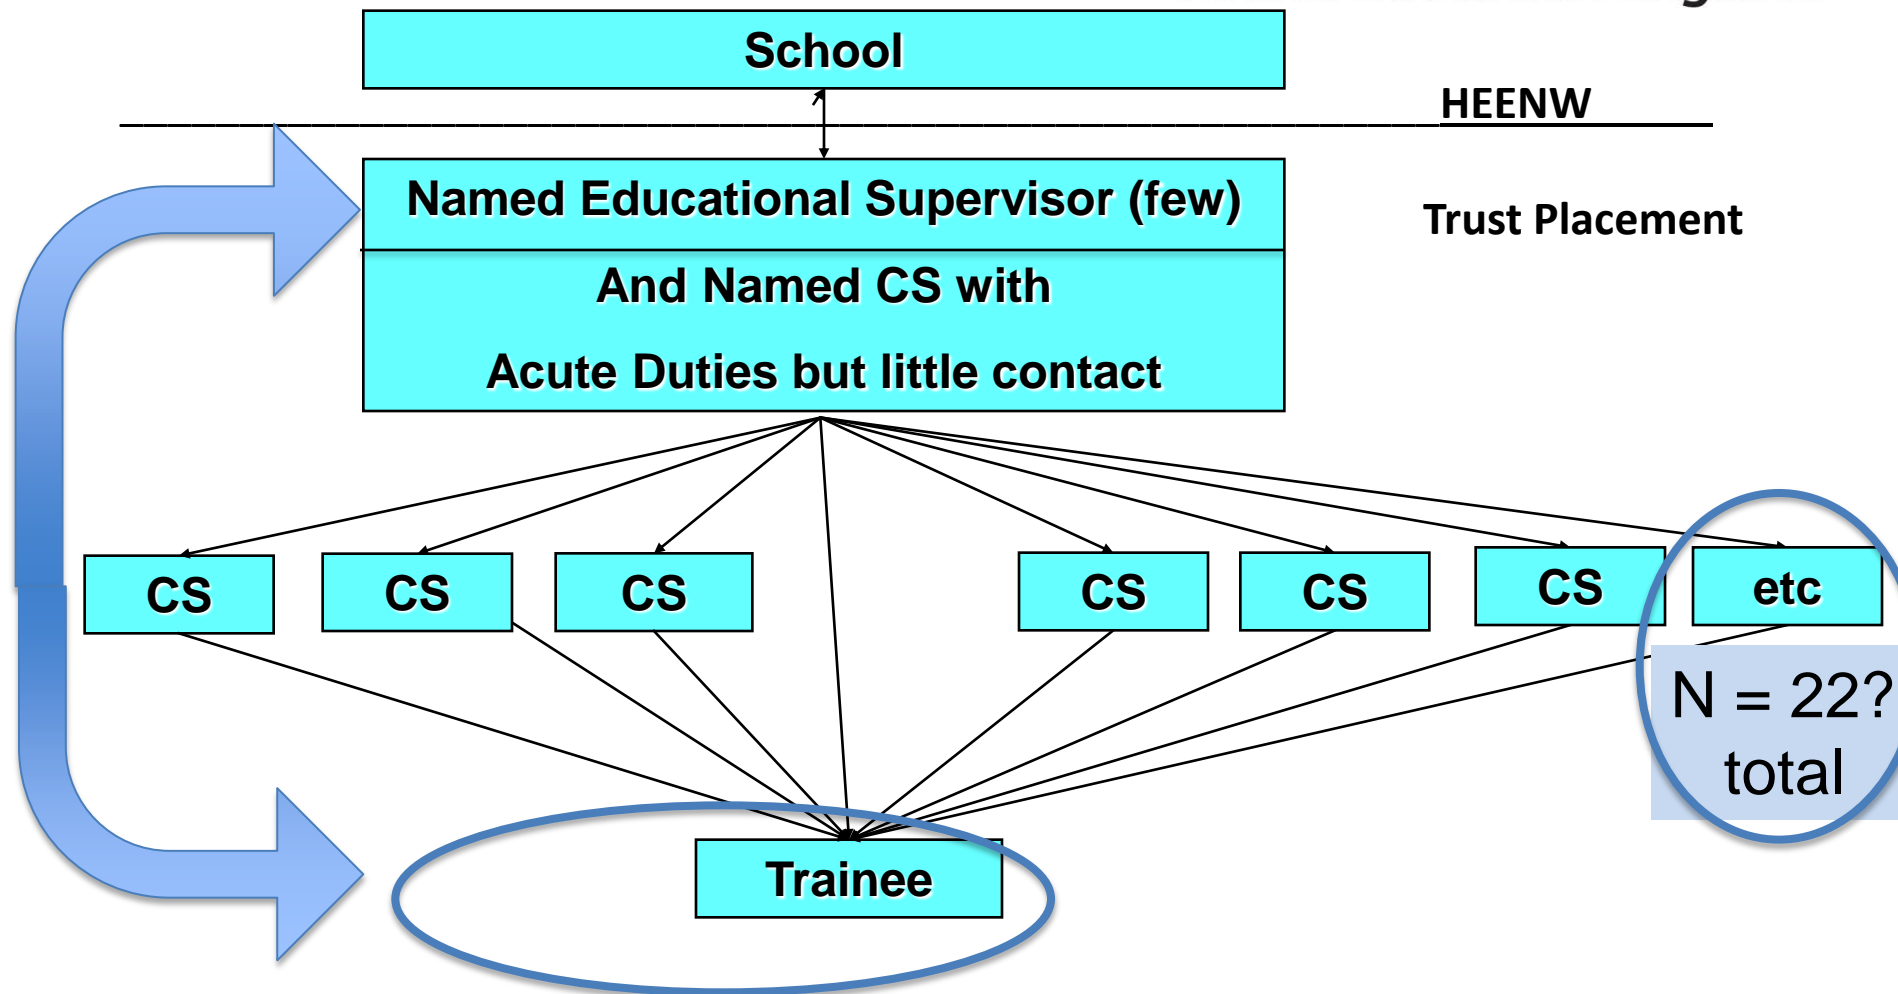 School
HEENW
Named Educational Supervisor (few)
Trust Placement
And Named CS with
Acute Duties but little contact
CS
CS
CS
CS
CS
CS
etc
N = 22?
total
Trainee